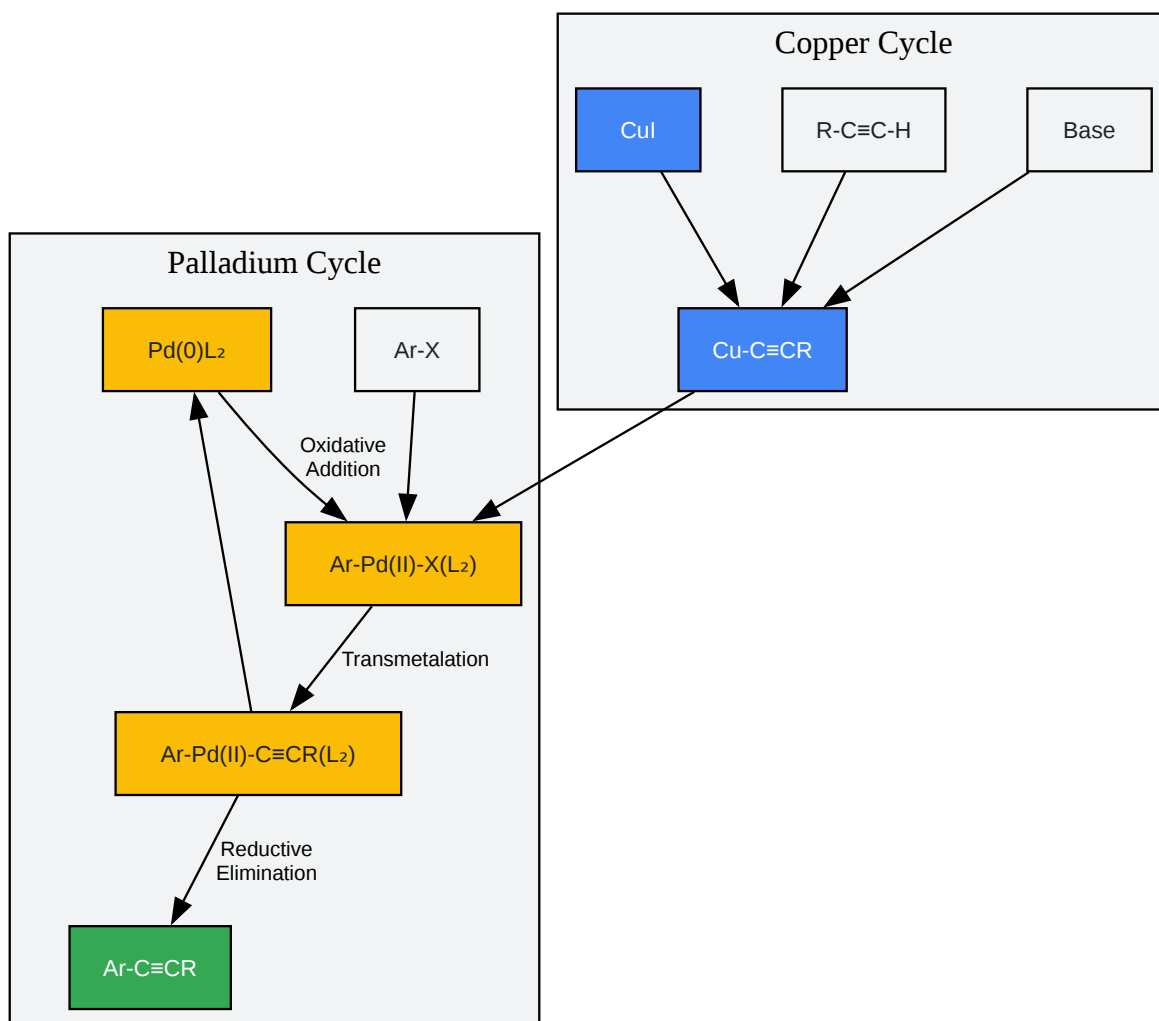 Copper Cycle
CuI
R-C≡C-H
Base
Cu-C≡CR
Palladium Cycle
Pd(0)L₂
Ar-X
Oxidative
Addition
Ar-Pd(II)-X(L₂)
Transmetalation
Ar-Pd(II)-C≡CR(L₂)
Reductive
Elimination
Ar-C≡CR